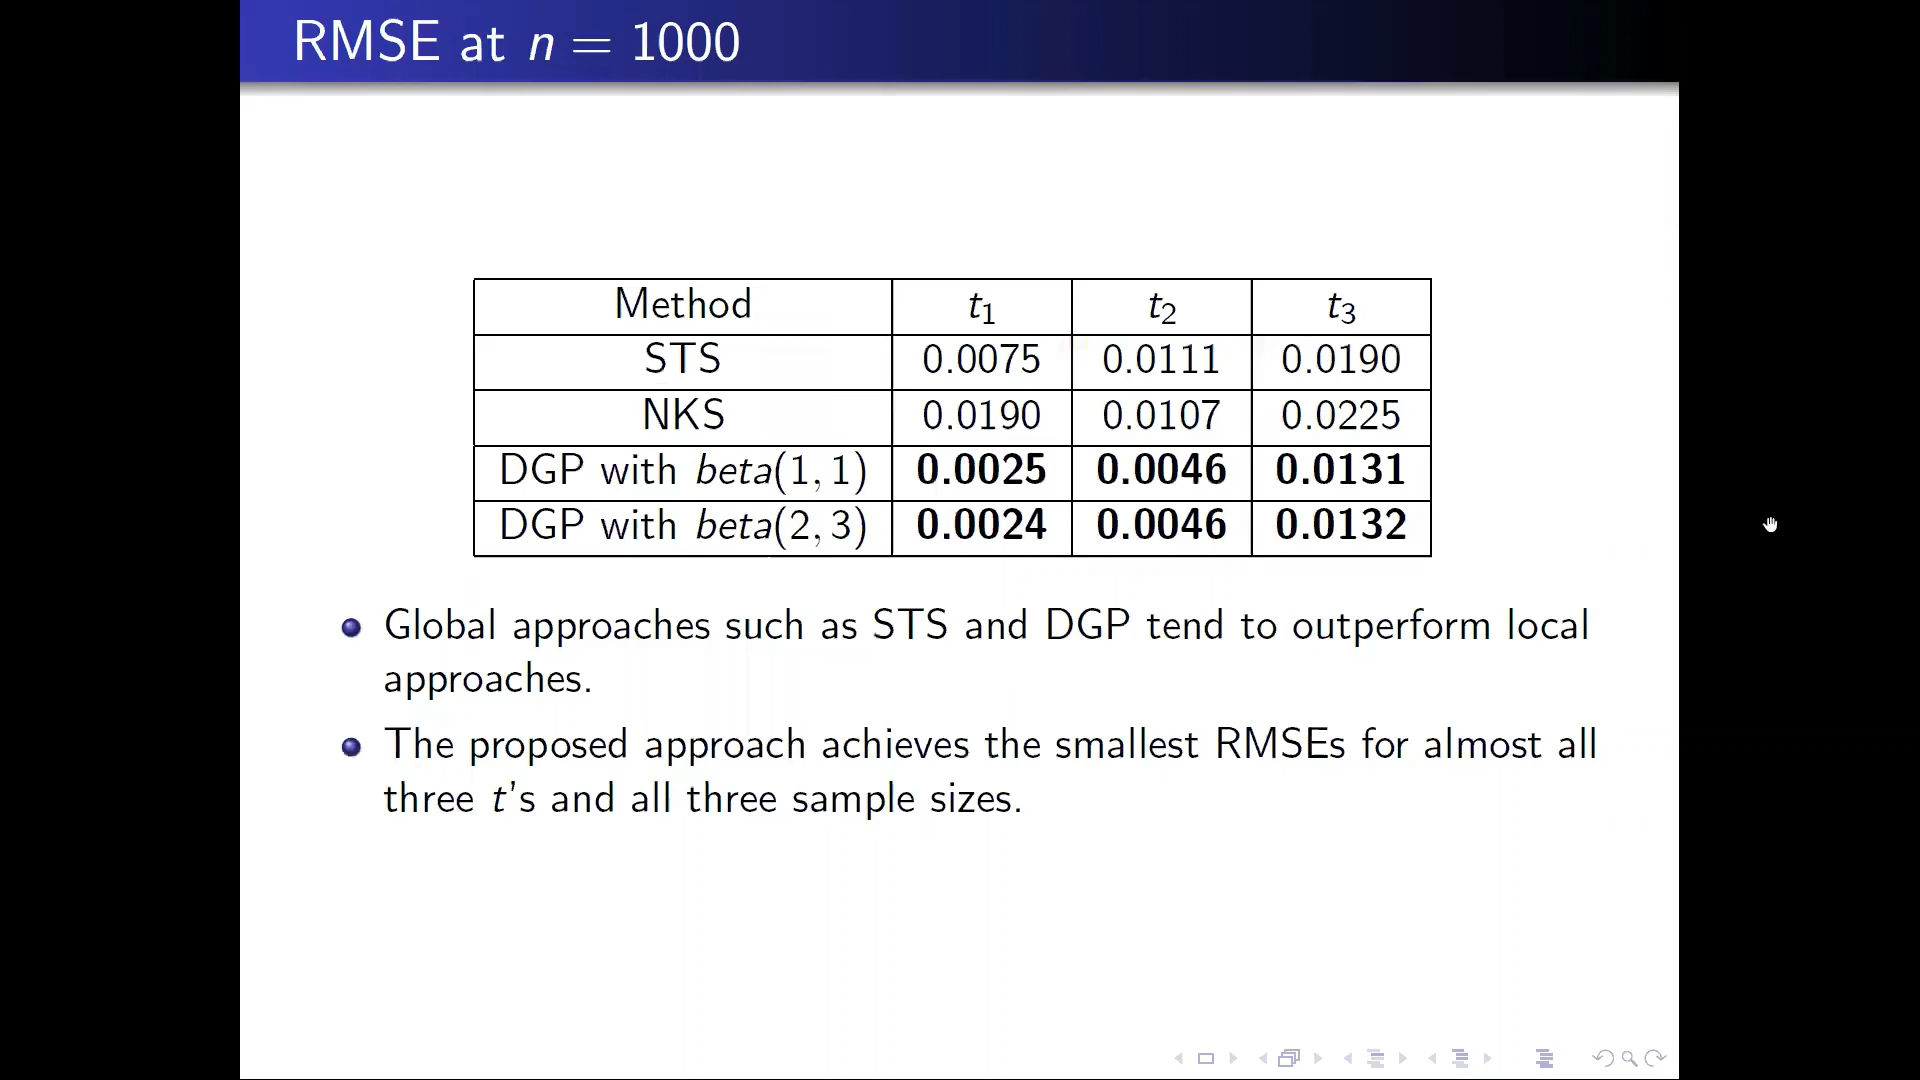 RMSE at n = 1000
Method t₁ t₂ t₃
STS 0.0075 0.0111 0.0190
NKS 0.0190 0.0107 0.0225
DGP with beta(1, 1) 0.0025 0.0046 0.0131
DGP with beta(2, 3) 0.0024 0.0046 0.0132
Global approaches such as STS and DGP tend to outperform local
approaches.
The proposed approach achieves the smallest RMSEs for almost all
three t’s and all three sample sizes.